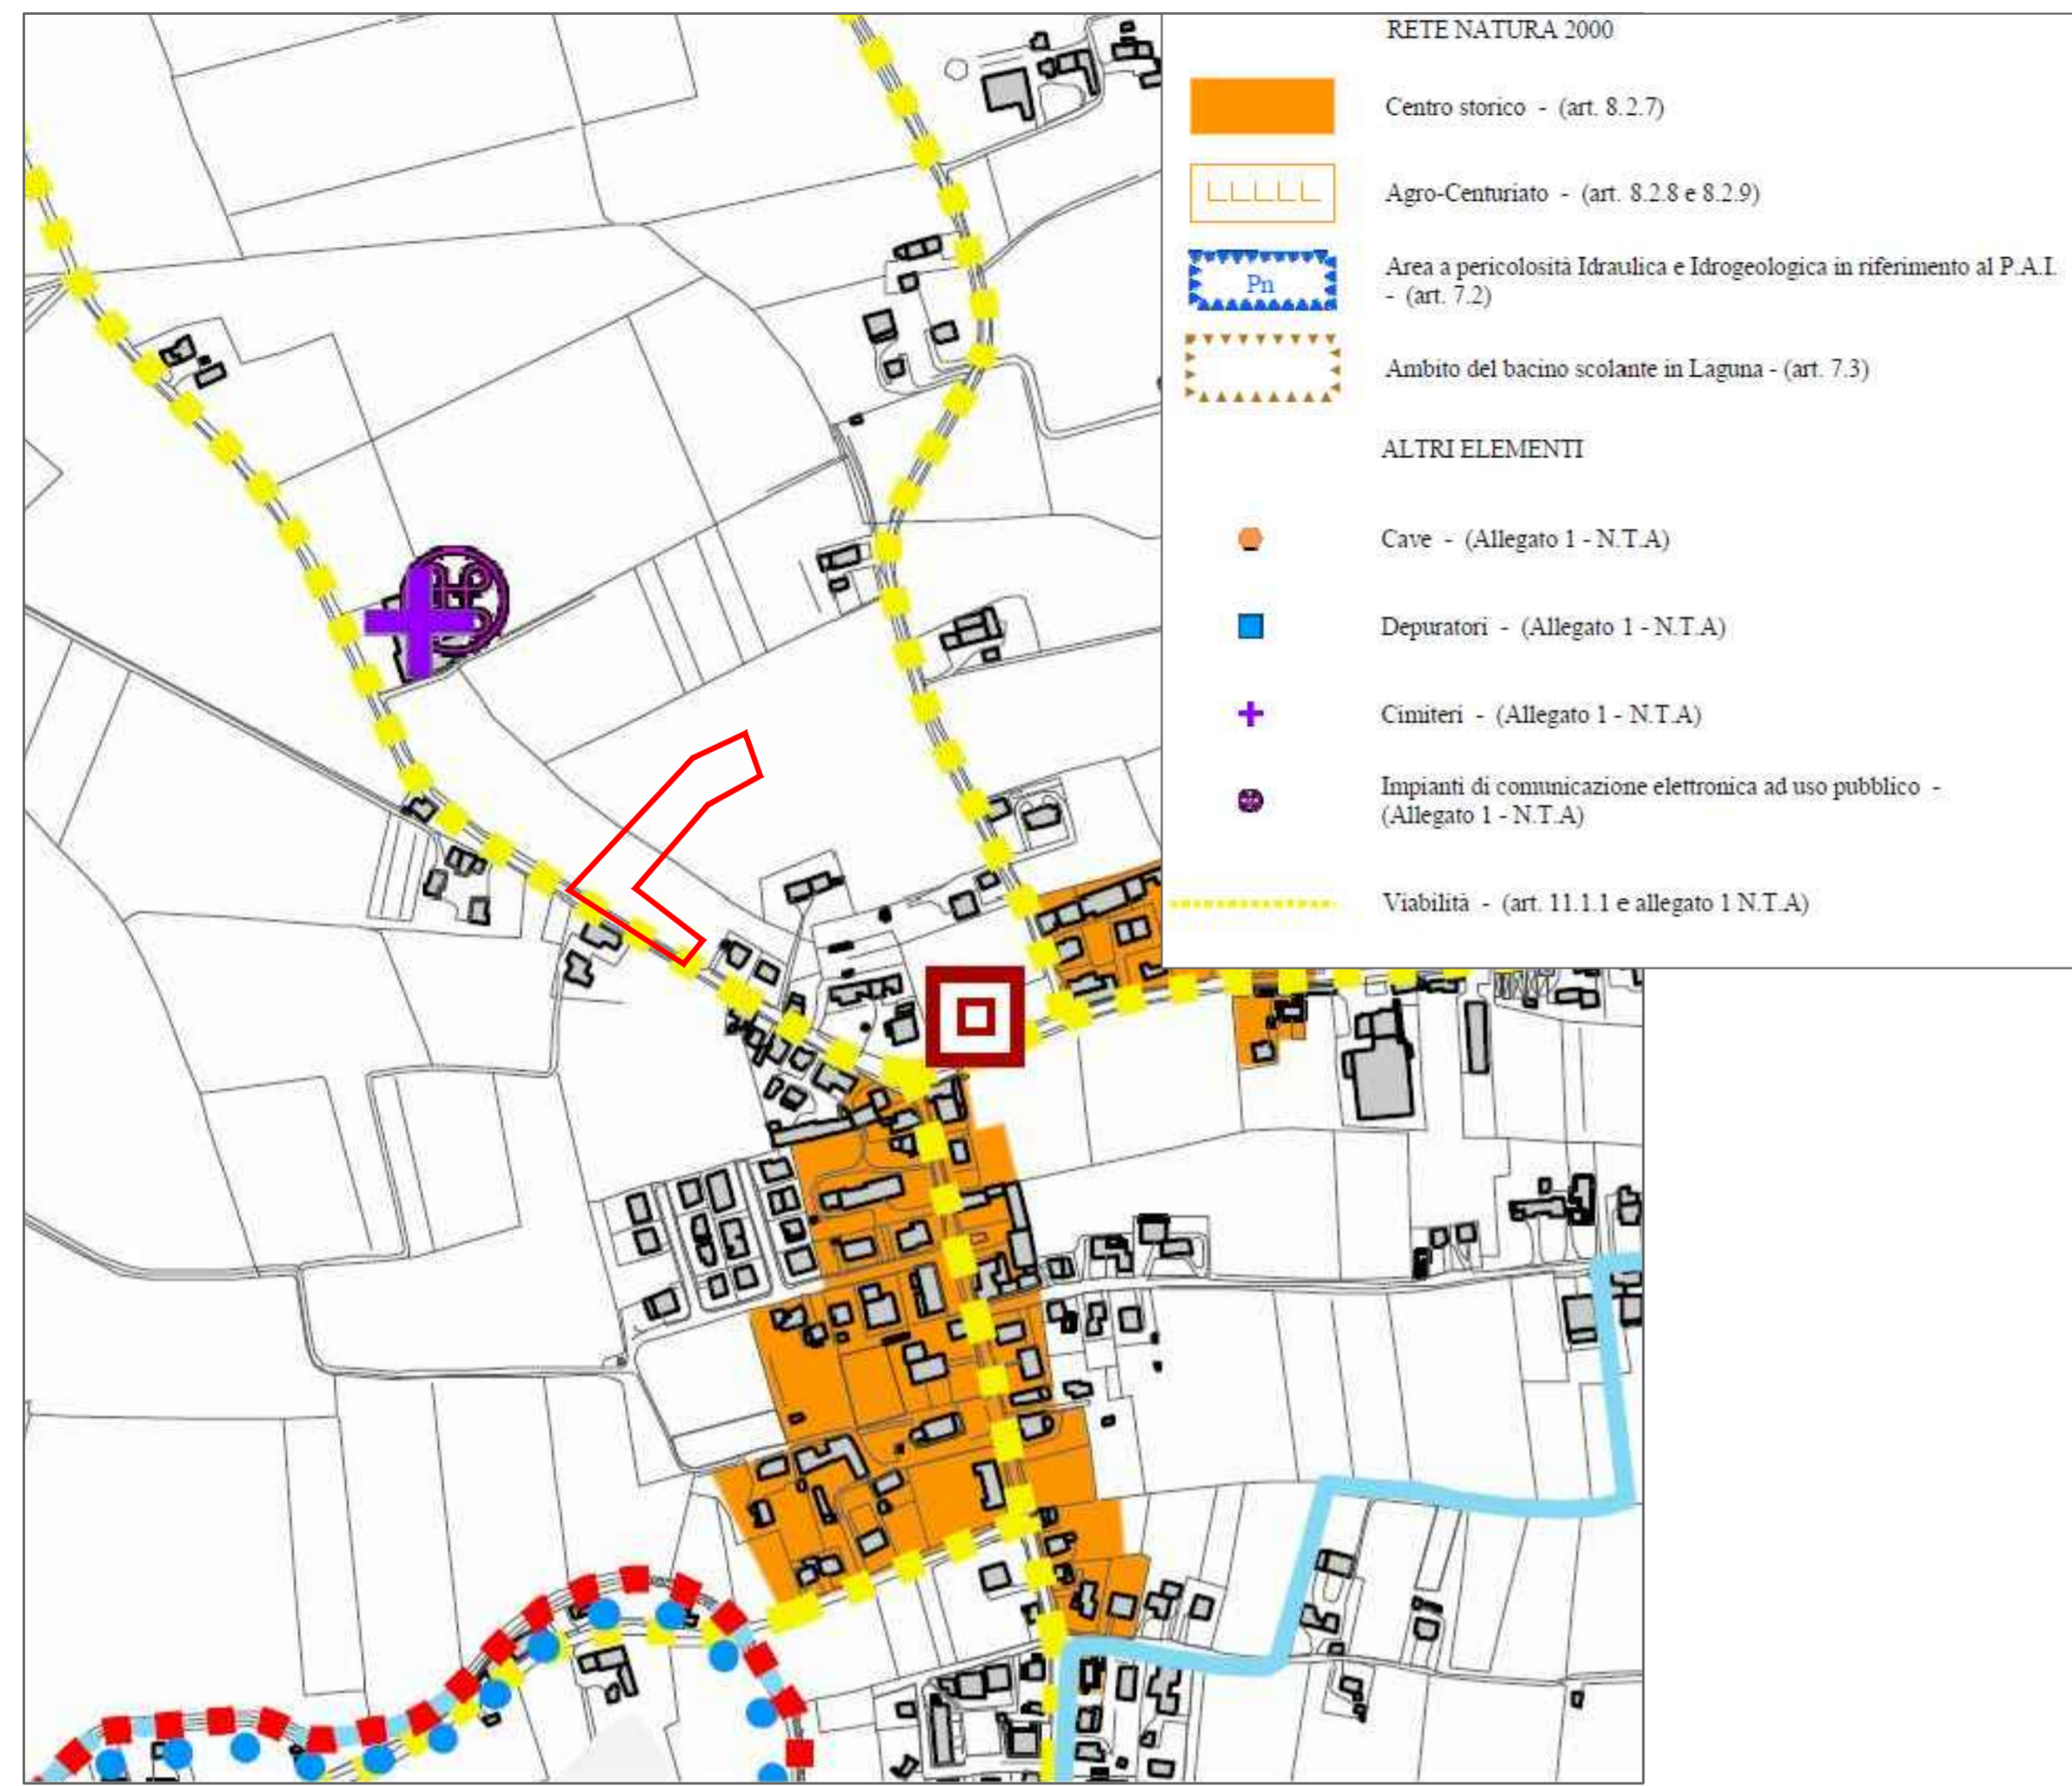 RETE NATURA 2000
Centro storico - (art. 8.2.7)
Agro-Centuriato - (art. 8.2.8 e 8.2.9)
Pn
Area a pericolosità Idraulica e Idrogeologica in riferimento al P.A.I.
- (art. 7.2)
Ambito del bacino scolante in Laguna - (art. 7.3)
ALTRI ELEMENTI
Cave - (Allegato 1 - N.T.A)
Depuratori - (Allegato 1 - N.T.A)
Cimiteri - (Allegato 1 - N.T.A)
Impianti di comunicazione elettronica ad uso pubblico -
(Allegato 1 - N.T.A)
Viabilità - (art. 11.1.1 e allegato 1 N.T.A)